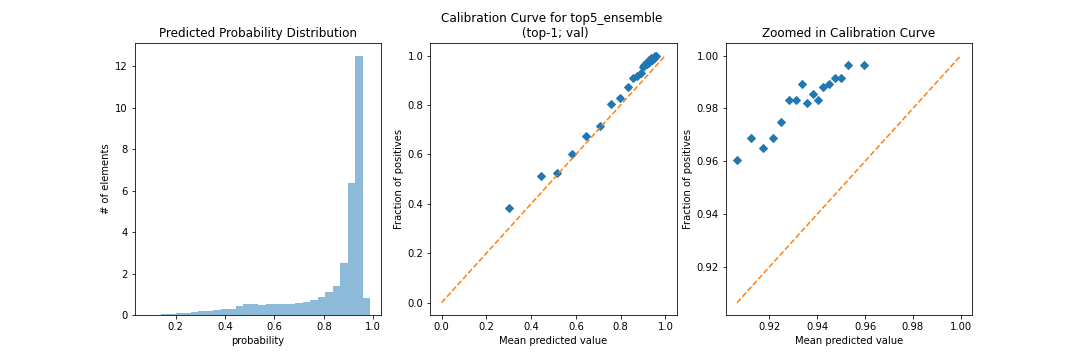 Predicted Probability Distribution
# of elements
12
10
8
6
4
2
0
0.2 0.4 0.6 0.8 1.0
probability
Calibration Curve for top5_ensemble
(top-1; val)
Fraction of positives
1.0
0.8
0.6
0.4
0.2
0.0
0.0 0.2 0.4 0.6 0.8 1.0
Mean predicted value
Zoomed in Calibration Curve
Fraction of positives
1.00
0.98
0.96
0.94
0.92
0.92 0.94 0.96 0.98 1.00
Mean predicted value